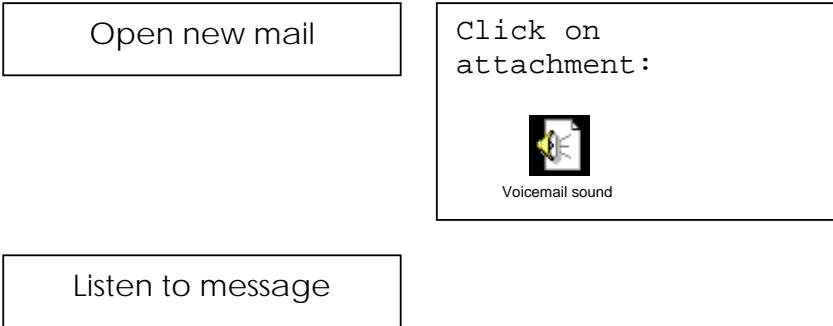 Open new mail
Click on
attachment:
Voicemail sound
Listen to message